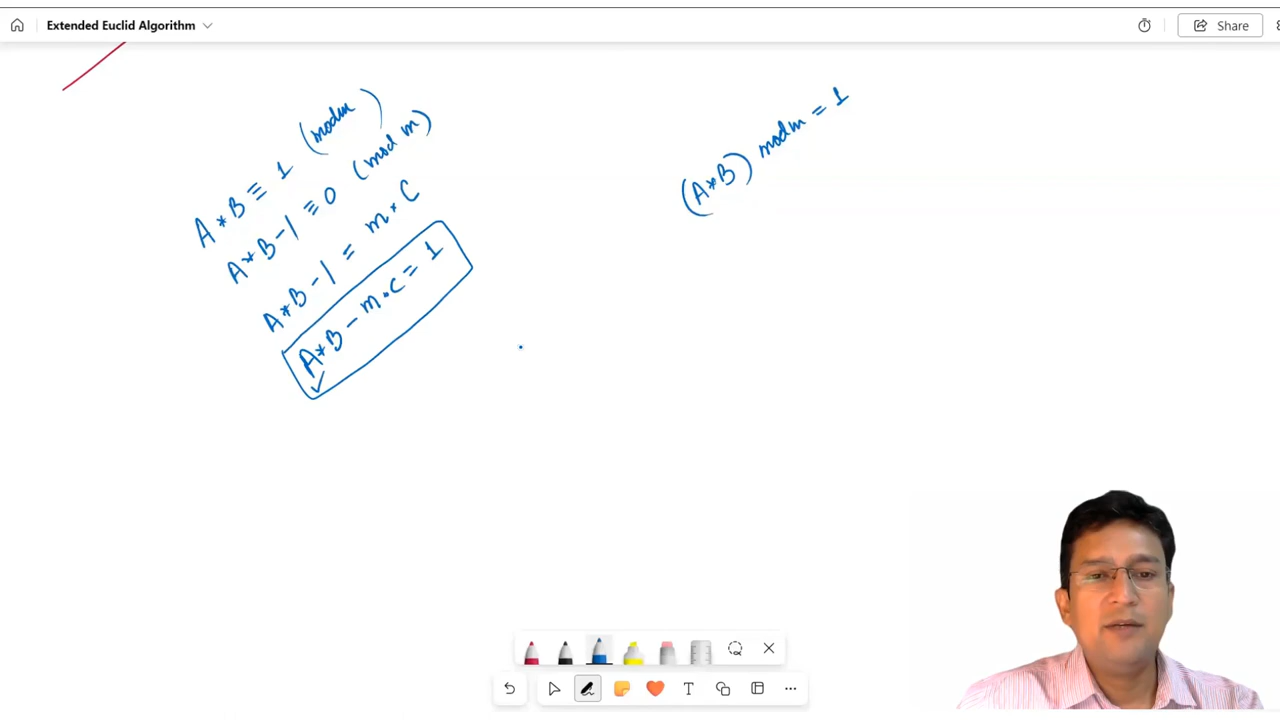 Extended Euclid Algorithm
Share
A*B ≡ 1 (mod m)
A*B-1 ≡ 0 (mod m)
A*B-1 = m*C
A*B - m*C = 1
(A*B) mod m = 1
T